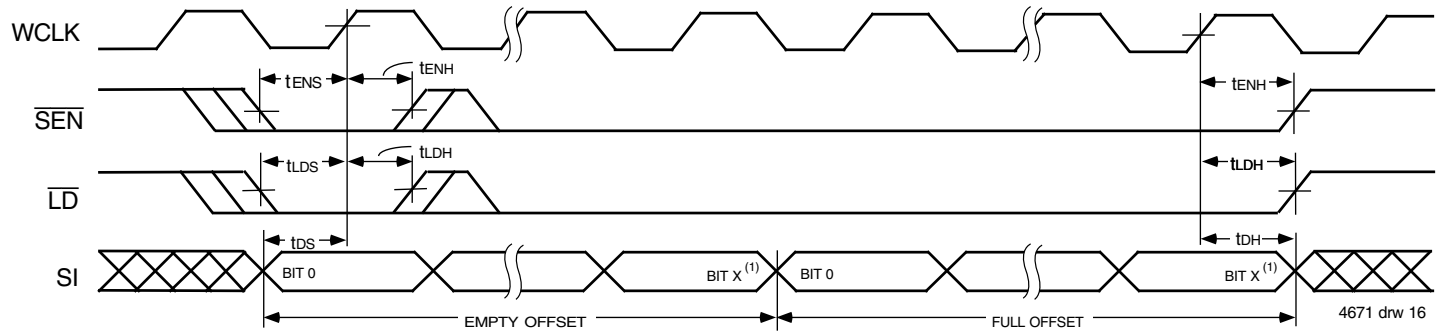 WCLK
tENS
tENH
tENH
SEN
tLDS
tLDH
tLDH
LD
tDS
tDH
SI
BIT 0
BIT X (1)
BIT 0
BIT X (1)
EMPTY OFFSET
FULL OFFSET
4671 drw 16